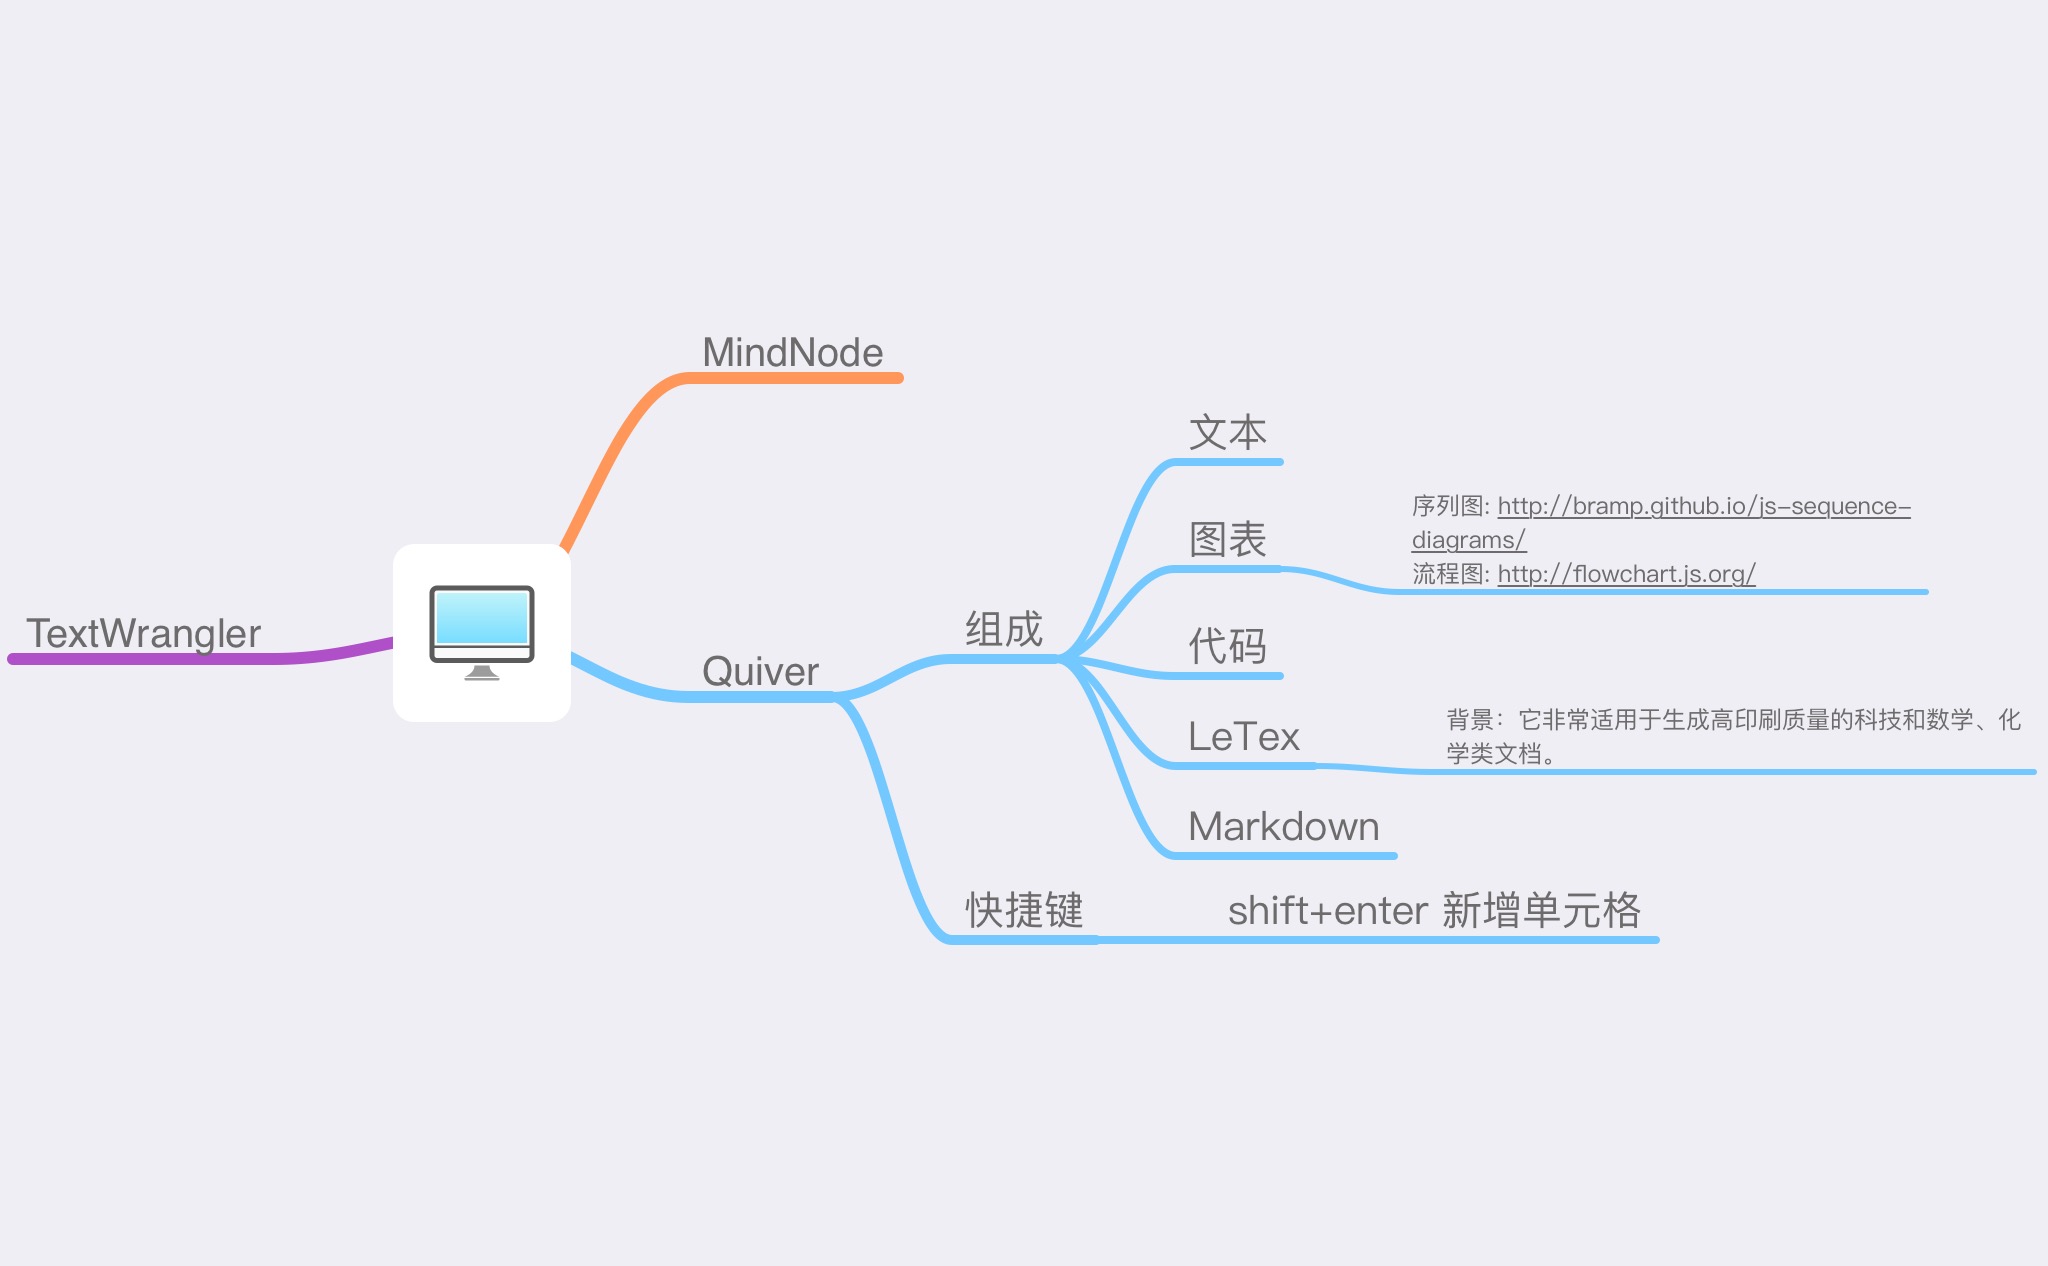 MindNode
TextWrangler
Quiver
组成
文本
图表
序列图: http://bramp.github.io/js-sequence-
diagrams/
流程图: http://flowchart.js.org/
代码
LeTex
背景：它非常适用于生成高印刷质量的科技和数学、化
学类文档。
Markdown
快捷键
shift+enter 新增单元格